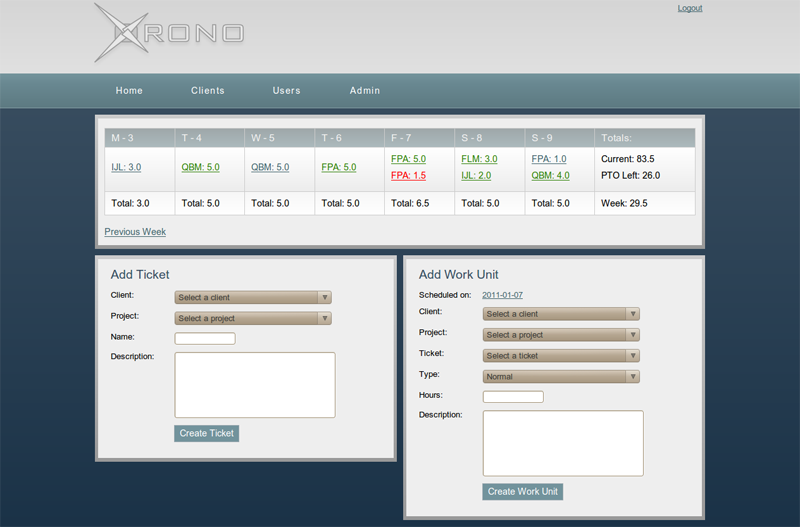 XRONO
Logout
Home Clients Users Admin
M - 3 T - 4 W - 5 T - 6 F - 7 S - 8 S - 9 Totals:
IJL: 3.0 QBM: 5.0 QBM: 5.0 FPA: 5.0 FPA: 5.0 FLM: 3.0 FPA: 1.0 Current: 83.5
FPA: 1.5 IJL: 2.0 QBM: 4.0 PTO Left: 26.0
Total: 3.0 Total: 5.0 Total: 5.0 Total: 5.0 Total: 6.5 Total: 5.0 Total: 5.0 Week: 29.5
Previous Week
Add Ticket
Client: Select a client
Project: Select a project
Name:
Description:
Create Ticket
Add Work Unit
Scheduled on: 2011-01-07
Client: Select a client
Project: Select a project
Ticket: Select a ticket
Type: Normal
Hours:
Description:
Create Work Unit